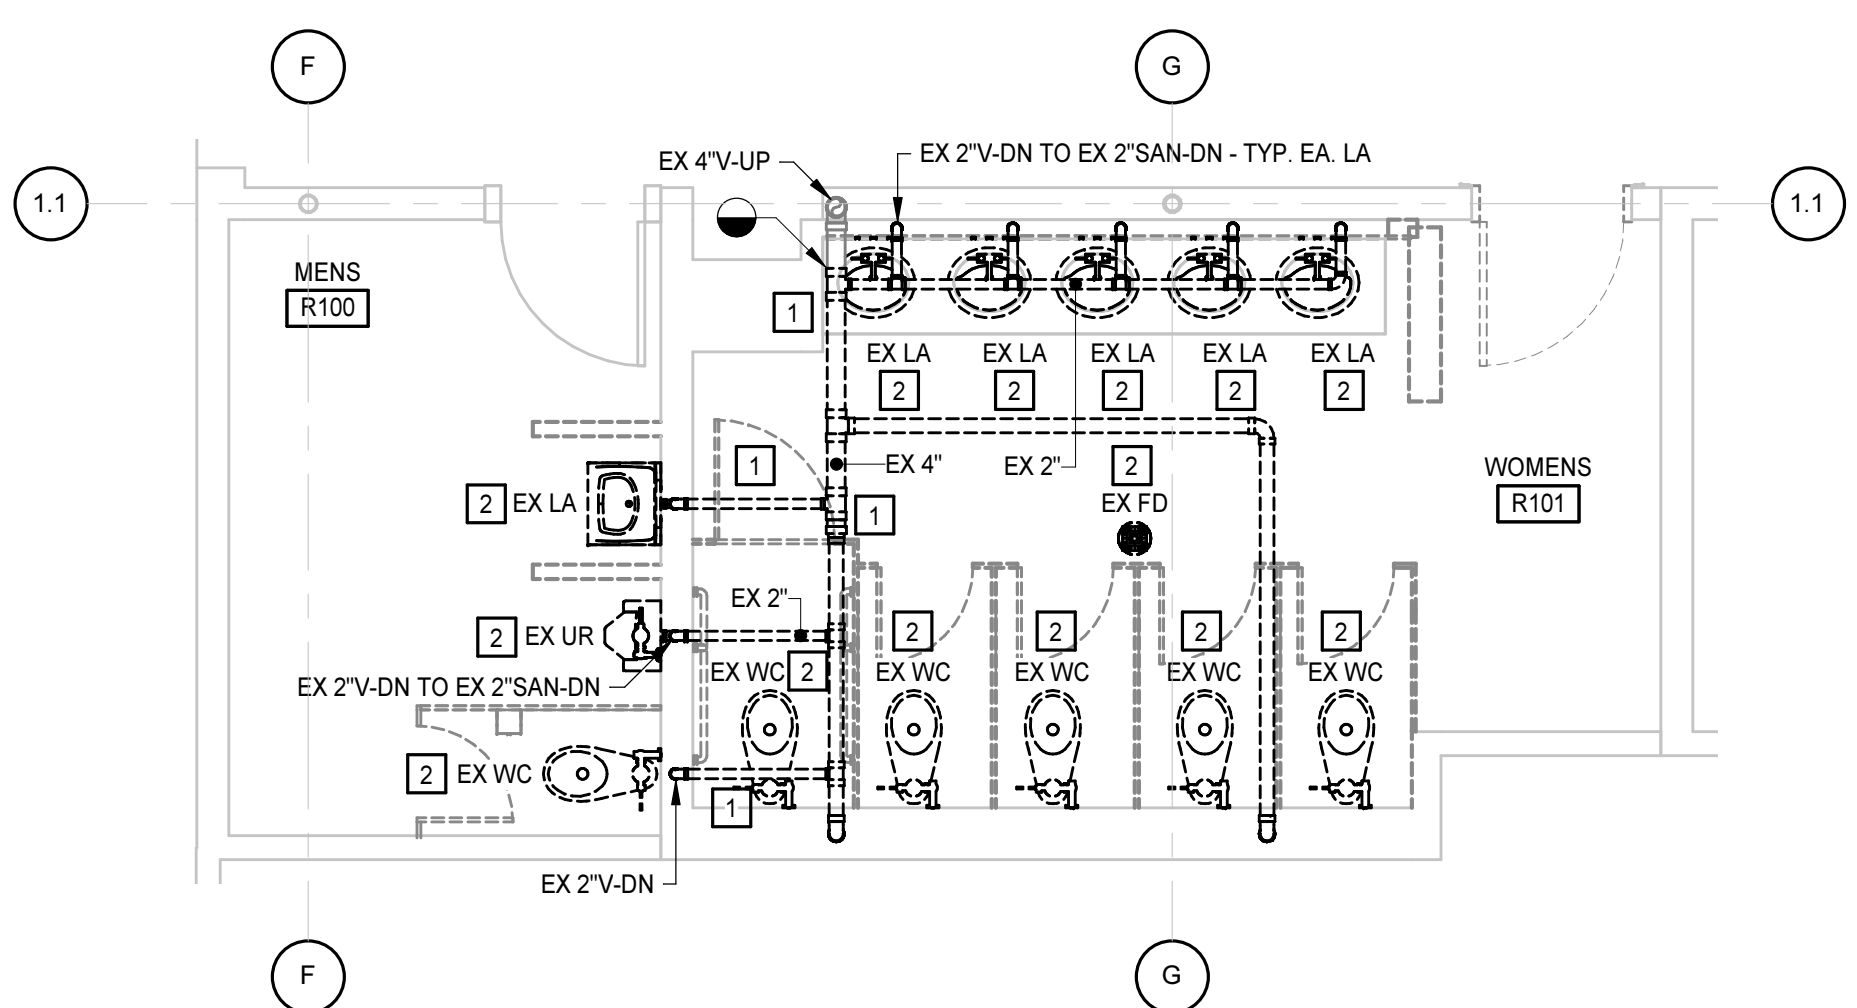 F
G
EX 4"V-UP
EX 2"V-DN TO EX 2"SAN-DN - TYP. EA. LA
1.1
1.1
MENS
R100
1
EX LA
EX LA
EX LA
EX LA
EX LA
2
2
2
2
2
1
EX 4"
EX 2"
2
WOMENS
R101
2
EX LA
1
EX FD
EX 2"
2
EX UR
2
2
2
2
EX WC
2
EX WC
EX WC
EX WC
EX WC
EX 2"V-DN TO EX 2"SAN-DN
2
EX WC
1
EX 2"V-DN
F
G